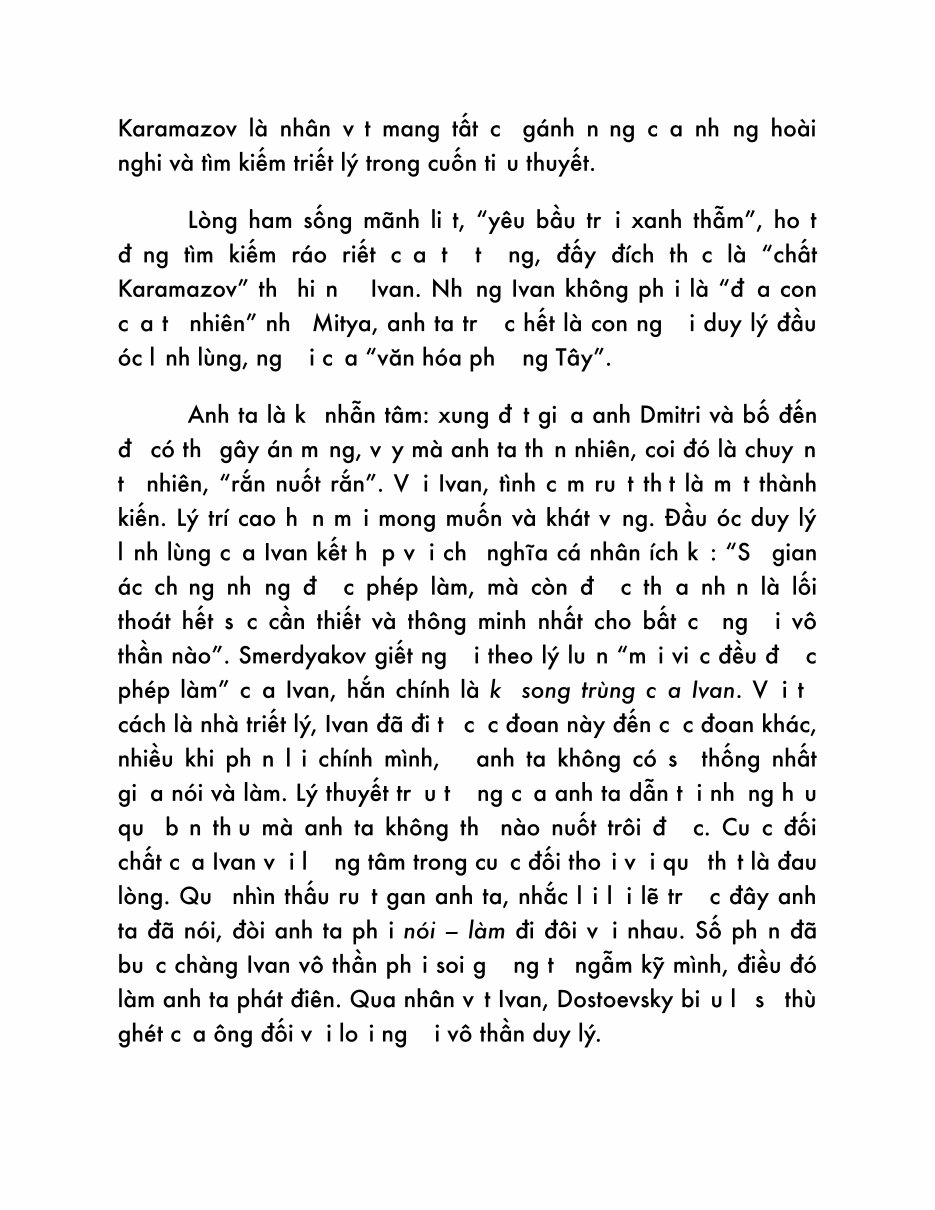 Karamazov là nhân v t mang tất c gánh n ng c a nh ng hoài
nghi và tìm kiếm triết lý trong cuốn ti u thuyết.
Lòng ham sống mãnh li t, “yêu bầu tr i xanh thẫm”, ho t
đ ng tìm kiếm ráo riết c a t t ng, đấy đích th c là “chất
Karamazov” th hi n Ivan. Nh ng Ivan không ph i là “đ a con
c a t nhiên” nh Mitya, anh ta tr c hết là con ng i duy lý đầu
óc l nh lùng, ng i c a “văn hóa ph ng Tây”.
Anh ta là k nhẫn tâm: xung đ t gi a anh Dmitri và bố đến
đ có th gây án m ng, v y mà anh ta th n nhiên, coi đó là chuy n
t nhiên, “rắn nuốt rắn”. V i Ivan, tình c m ru t th t là m t thành
kiến. Lý trí cao h n m i mong muốn và khát v ng. Đầu óc duy lý
l nh lùng c a Ivan kết h p v i ch nghĩa cá nhân ích k : “S gian
ác ch ng nh ng đ c phép làm, mà còn đ c th a nh n là lối
thoát hết s c cần thiết và thông minh nhất cho bất c ng i vô
thần nào”. Smerdyakov giết ng i theo lý lu n “m i vi c đều đ c
phép làm” c a Ivan, hắn chính là k song trùng c a Ivan. V i t
cách là nhà triết lý, Ivan đã đi t c c đoan này đến c c đoan khác,
nhiều khi ph n l i chính mình, anh ta không có s thống nhất
gi a nói và làm. Lý thuyết tr u t ng c a anh ta dẫn t i nh ng h u
qu b n th u mà anh ta không th nào nuốt trôi đ c. Cu c đối
chất c a Ivan v i l ng tâm trong cu c đối tho i v i qu th t là đau
lòng. Qu nhìn thấu ru t gan anh ta, nhắc l i l i lẽ tr c đây anh
ta đã nói, đòi anh ta ph i nói – làm đi đôi v i nhau. Số ph n đã
bu c chàng Ivan vô thần ph i soi g ng t ngẫm kỹ mình, điều đó
làm anh ta phát điên. Qua nhân v t Ivan, Dostoevsky bi u l s thù
ghét c a ông đối v i lo i ng i vô thần duy lý.